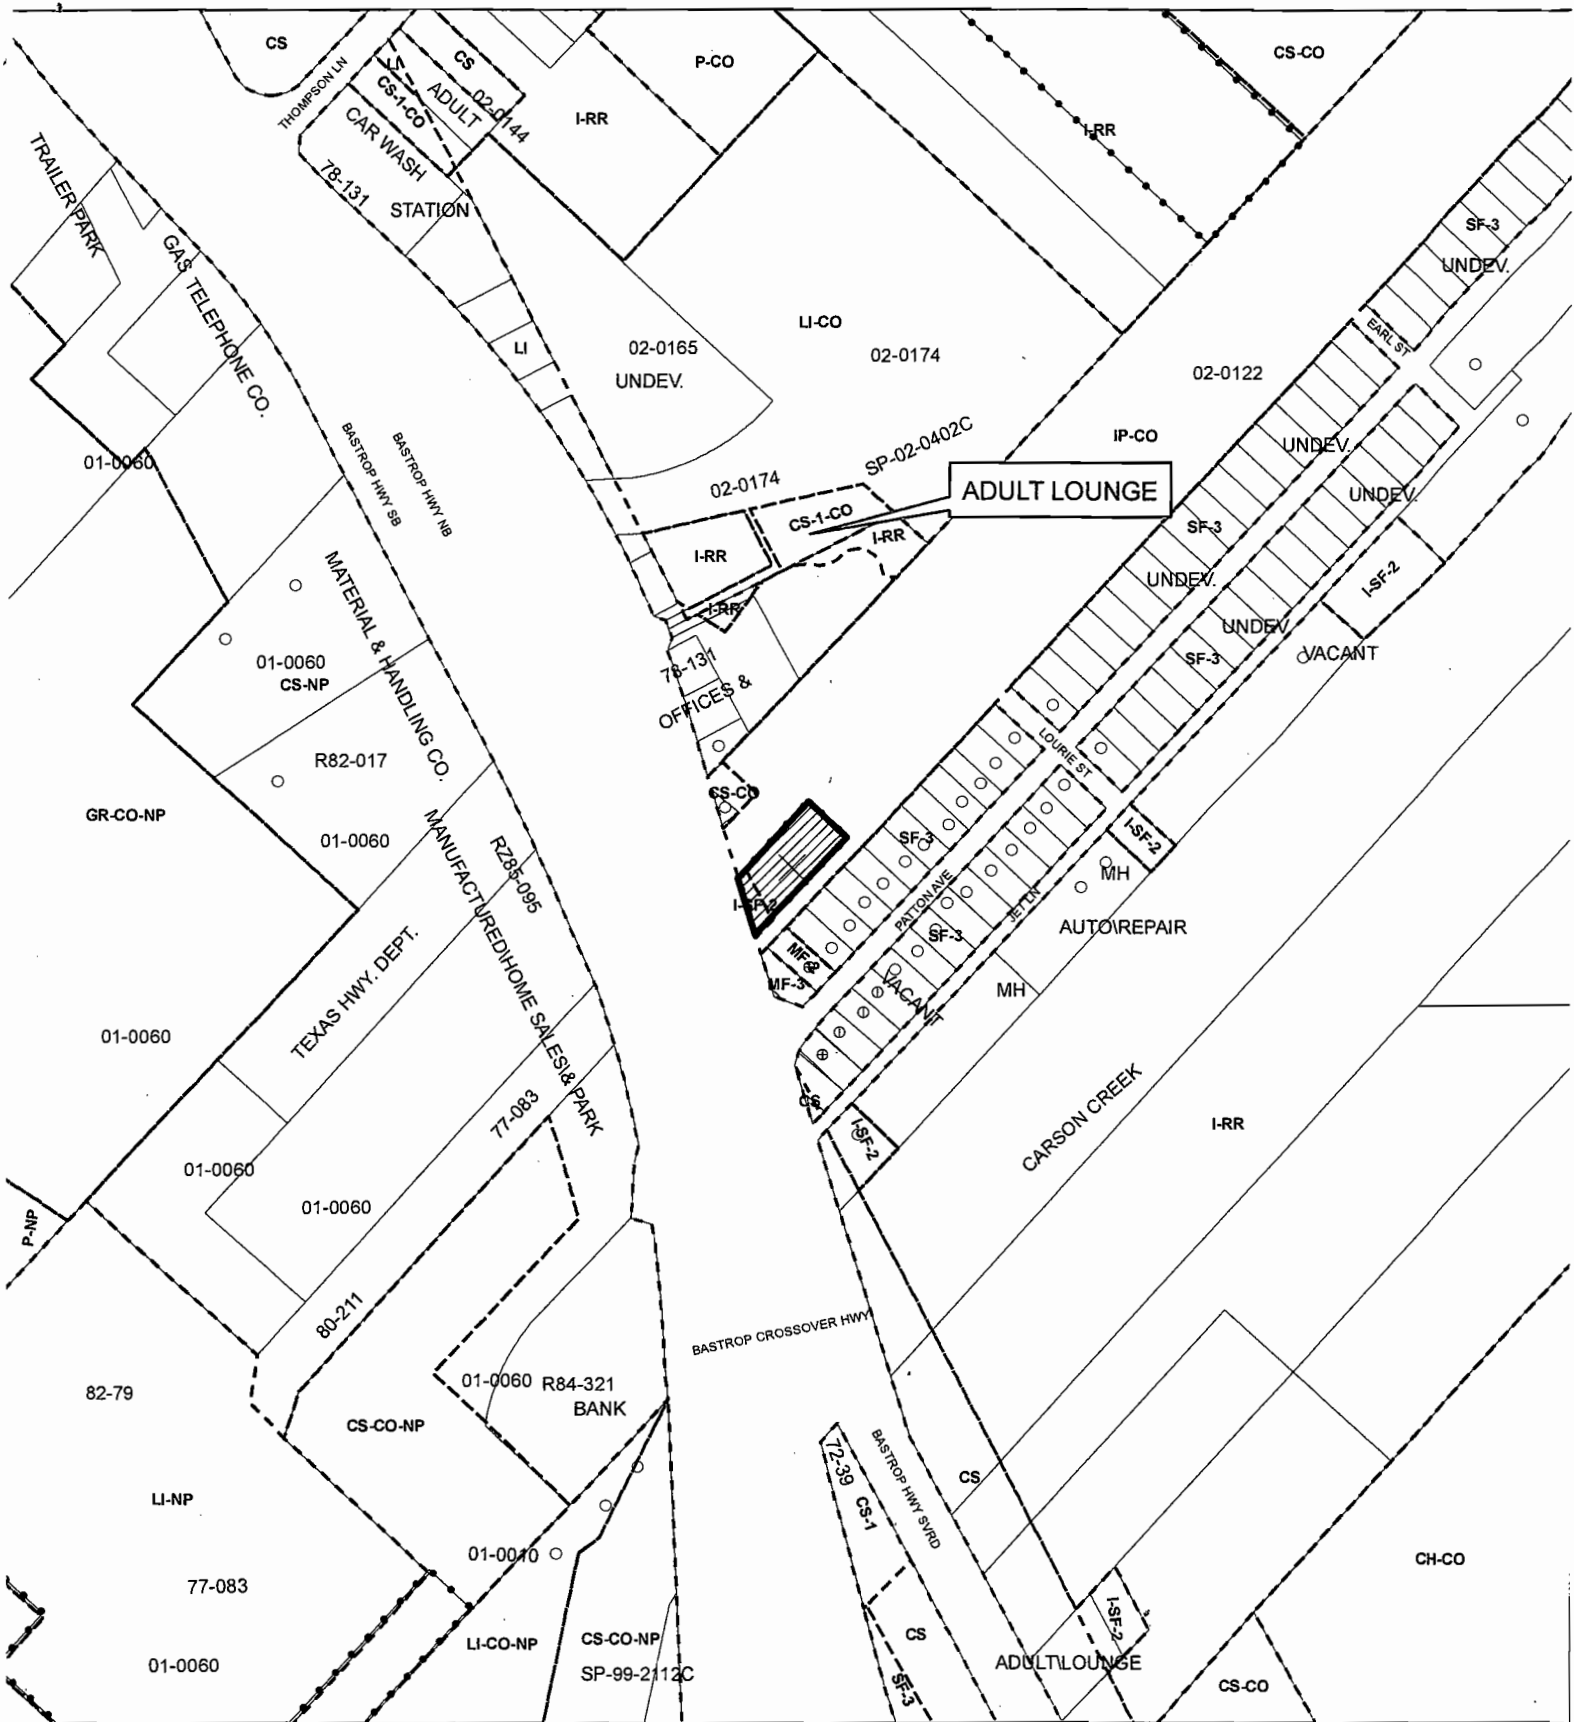 CS
THOMPSON LN
CS
CS-1-CO
ADULT
02-0144
CAR WASH
78-131
STATION
I-RR
P-CO
CS-CO
I-RR
TRAILER PARK
GAS TELEPHONE CO.
SF-3
UNDEV.
EARL ST
LI
LI-CO
02-0165
UNDEV.
02-0174
02-0122
IP-CO
UNDEV.
BASTROP HWY SB
BASTROP HWY NB
01-0060
SP-02-0402C
02-0174
ADULT LOUNGE
CS-1-CO
I-RR
I-RR
I-RR
UNDEV.
SF-3
UNDEV.
I-SF-2
UNDEV.
VACANT
SF-3
MATERIAL & HANDLING CO.
01-0060
CS-NP
78-131
OFFICES &
LOURIE ST
R82-017
GR-CO-NP
01-0060
CS-CO
SF-3
I-SF-2
MH
MANUFACTURED\HOME SALES\& PARK
RZ85-095
I-SF-2
PATTON AVE
JET LN
SF-3
AUTO\REPAIR
MF-2
MF-3
VACANT
MH
TEXAS HWY. DEPT.
01-0060
77-083
CS
I-SF-2
CARSON CREEK
I-RR
01-0060
01-0060
P-NP
80-211
BASTROP CROSSOVER HWY
82-79
01-0060
R84-321
BANK
CS-CO-NP
LI-NP
72-39
CS-1
BASTROP HWY SVRD
CS
01-0010
77-083
CH-CO
LI-CO-NP
CS-CO-NP
SP-99-2112C
01-0060
CS
SF-3
I-SF-2
ADULT\LOUNGE
CS-CO